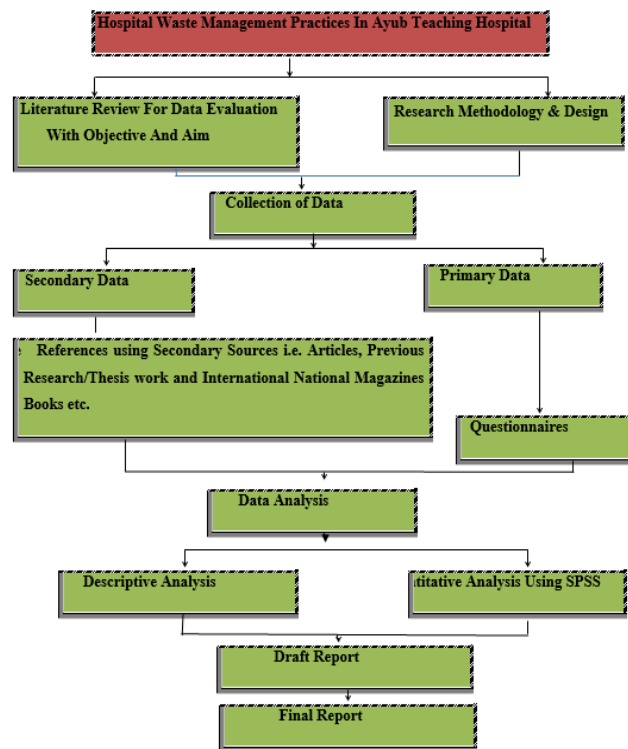 Hospital Waste Management Practices In Ayub Teaching Hospital
Literature Review For Data Evaluation
With Objective And Aim
Research Methodology & Design
Collection of Data
Secondary Data
Primary Data
References using Secondary Sources i.e. Articles, Previous
Research/Thesis work and International National Magazines
Books etc.
Questionnaires
Data Analysis
Descriptive Analysis
ntitative Analysis Using SPSS
Draft Report
Final Report